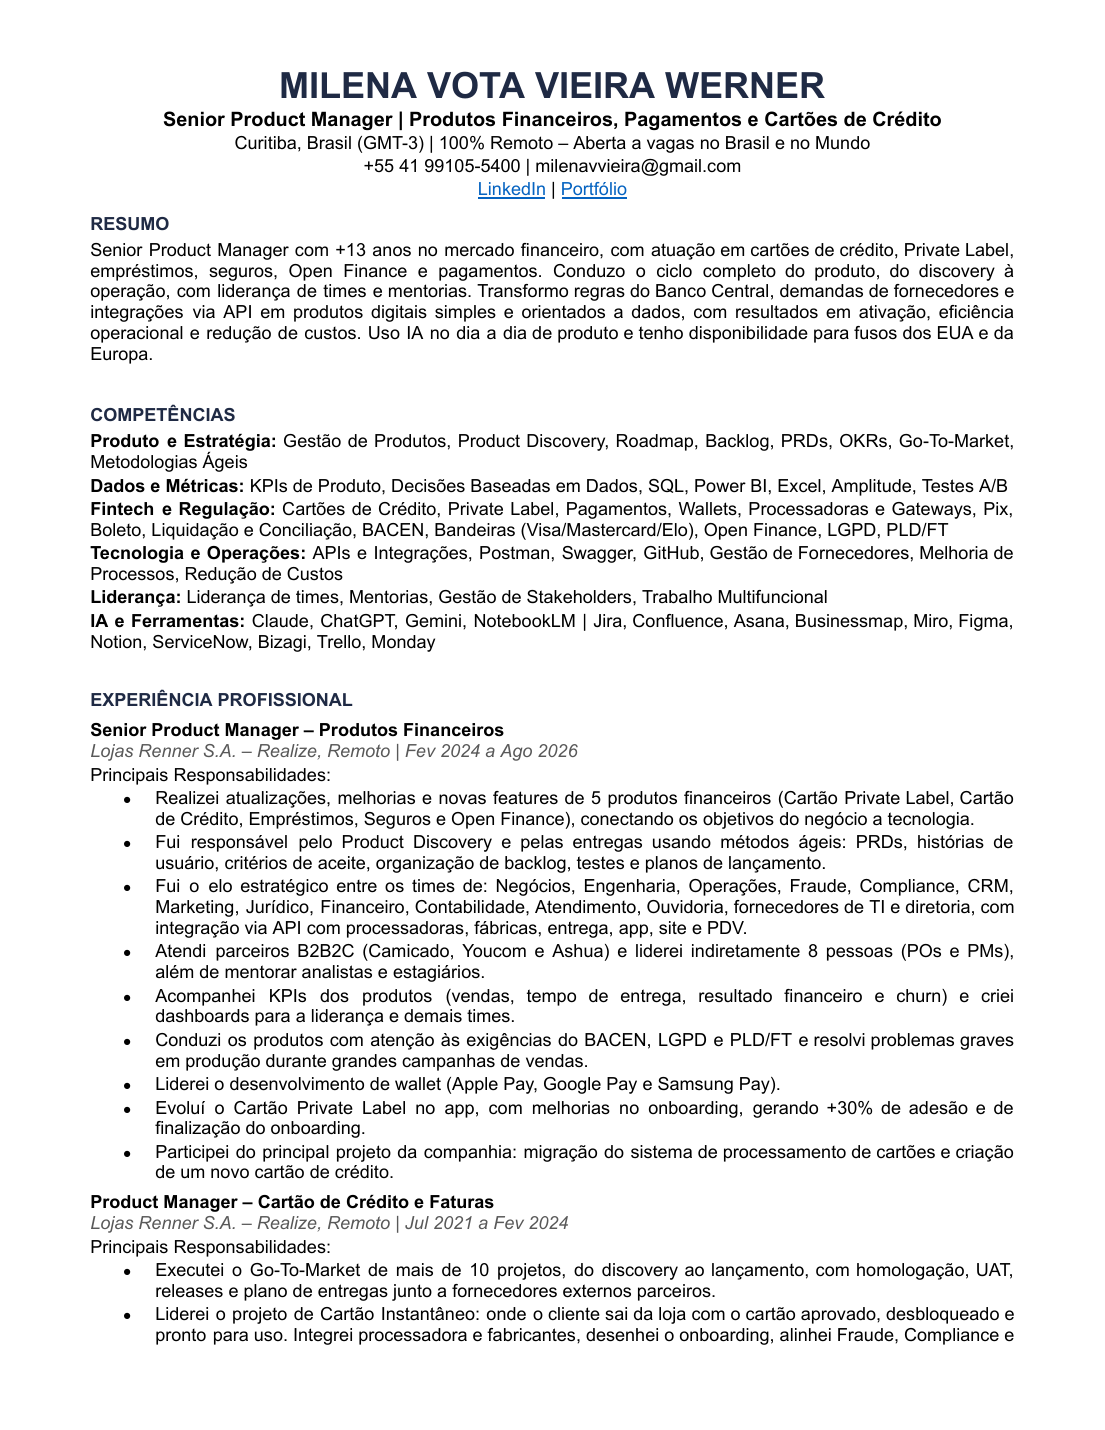 MILENA VOTA VIEIRA WERNER
Senior Product Manager | Produtos Financeiros, Pagamentos e Cartões de Crédito
Curitiba, Brasil (GMT-3) | 100% Remoto – Aberta a vagas no Brasil e no Mundo
+55 41 99105-5400 | milenavvieira@gmail.com
LinkedIn | Portfólio
RESUMO
Senior Product Manager com +13 anos no mercado financeiro, com atuação em cartões de crédito, Private Label,
empréstimos, seguros, Open Finance e pagamentos. Conduzo o ciclo completo do produto, do discovery à
operação, com liderança de times e mentorias. Transformo regras do Banco Central, demandas de fornecedores e
integrações via API em produtos digitais simples e orientados a dados, com resultados em ativação, eficiência
operacional e redução de custos. Uso IA no dia a dia de produto e tenho disponibilidade para fusos dos EUA e da
Europa.
COMPETÊNCIAS
Produto e Estratégia: Gestão de Produtos, Product Discovery, Roadmap, Backlog, PRDs, OKRs, Go-To-Market,
Metodologias Ágeis
Dados e Métricas: KPIs de Produto, Decisões Baseadas em Dados, SQL, Power BI, Excel, Amplitude, Testes A/B
Fintech e Regulação: Cartões de Crédito, Private Label, Pagamentos, Wallets, Processadoras e Gateways, Pix,
Boleto, Liquidação e Conciliação, BACEN, Bandeiras (Visa/Mastercard/Elo), Open Finance, LGPD, PLD/FT
Tecnologia e Operações: APIs e Integrações, Postman, Swagger, GitHub, Gestão de Fornecedores, Melhoria de
Processos, Redução de Custos
Liderança: Liderança de times, Mentorias, Gestão de Stakeholders, Trabalho Multifuncional
IA e Ferramentas: Claude, ChatGPT, Gemini, NotebookLM | Jira, Confluence, Asana, Businessmap, Miro, Figma,
Notion, ServiceNow, Bizagi, Trello, Monday
EXPERIÊNCIA PROFISSIONAL
Senior Product Manager – Produtos Financeiros
Lojas Renner S.A. – Realize, Remoto | Fev 2024 a Ago 2026
Principais Responsabilidades:
● Realizei atualizações, melhorias e novas features de 5 produtos financeiros (Cartão Private Label, Cartão
de Crédito, Empréstimos, Seguros e Open Finance), conectando os objetivos do negócio a tecnologia.
● Fui responsável pelo Product Discovery e pelas entregas usando métodos ágeis: PRDs, histórias de
usuário, critérios de aceite, organização de backlog, testes e planos de lançamento.
● Fui o elo estratégico entre os times de: Negócios, Engenharia, Operações, Fraude, Compliance, CRM,
Marketing, Jurídico, Financeiro, Contabilidade, Atendimento, Ouvidoria, fornecedores de TI e diretoria, com
integração via API com processadoras, fábricas, entrega, app, site e PDV.
● Atendi parceiros B2B2C (Camicado, Youcom e Ashua) e liderei indiretamente 8 pessoas (POs e PMs),
além de mentorar analistas e estagiários.
● Acompanhei KPIs dos produtos (vendas, tempo de entrega, resultado financeiro e churn) e criei
dashboards para a liderança e demais times.
● Conduzi os produtos com atenção às exigências do BACEN, LGPD e PLD/FT e resolvi problemas graves
em produção durante grandes campanhas de vendas.
● Liderei o desenvolvimento de wallet (Apple Pay, Google Pay e Samsung Pay).
● Evoluí o Cartão Private Label no app, com melhorias no onboarding, gerando +30% de adesão e de
finalização do onboarding.
● Participei do principal projeto da companhia: migração do sistema de processamento de cartões e criação
de um novo cartão de crédito.
Product Manager – Cartão de Crédito e Faturas
Lojas Renner S.A. – Realize, Remoto | Jul 2021 a Fev 2024
Principais Responsabilidades:
● Executei o Go-To-Market de mais de 10 projetos, do discovery ao lançamento, com homologação, UAT,
releases e plano de entregas junto a fornecedores externos parceiros.
● Liderei o projeto de Cartão Instantâneo: onde o cliente sai da loja com o cartão aprovado, desbloqueado e
pronto para uso. Integrei processadora e fabricantes, desenhei o onboarding, alinhei Fraude, Compliance e